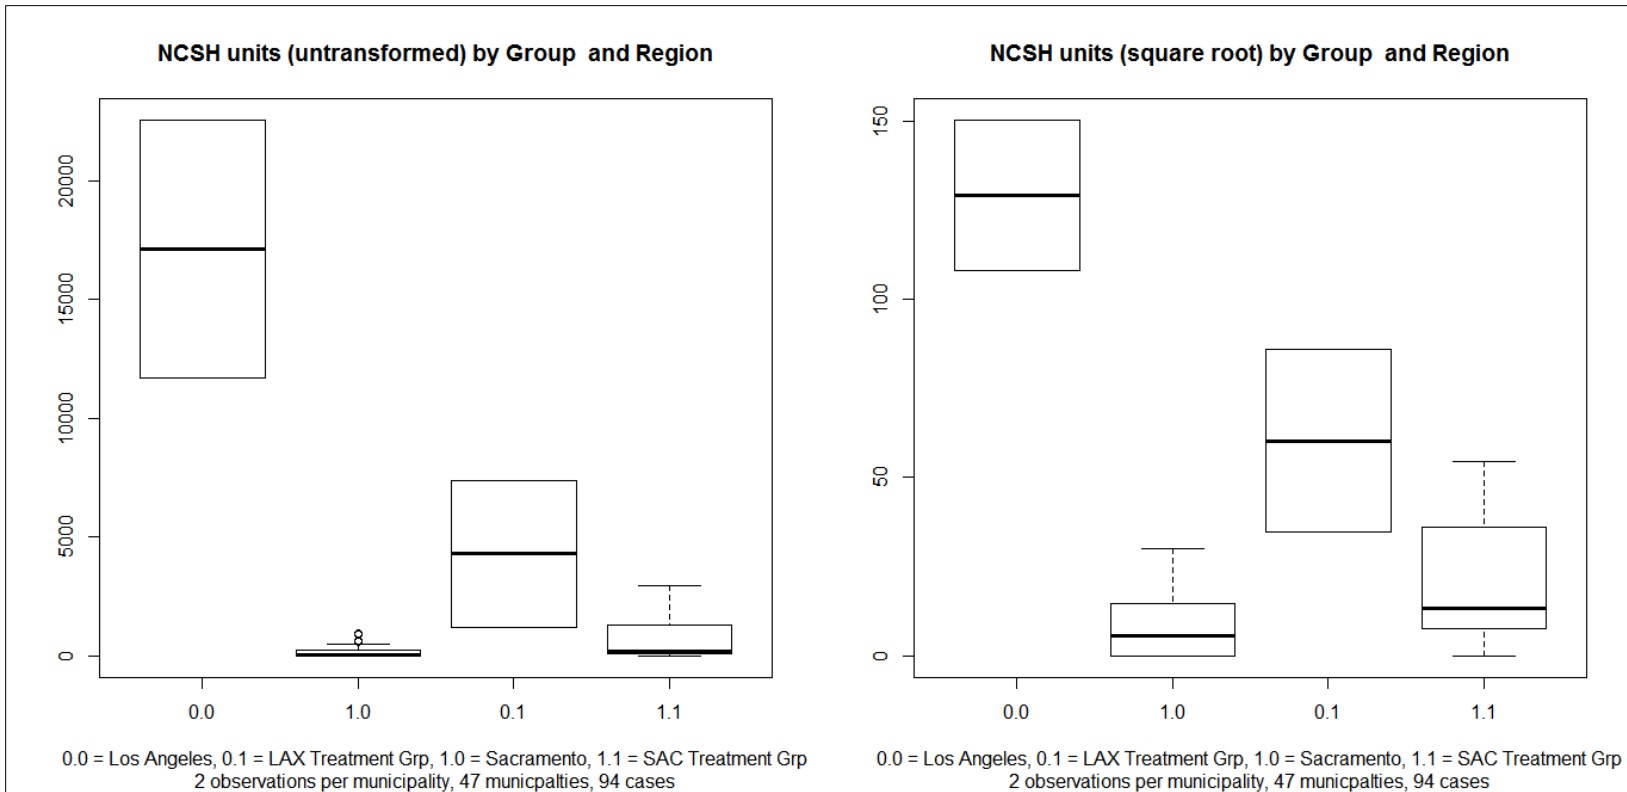 NCSH units (untransformed) by Group  and Region
20000
15000
10000
5000
0
0.0
1.0
0.1
1.1
0.0 = Los Angeles, 0.1 = LAX Treatment Grp, 1.0 = Sacramento, 1.1 = SAC Treatment Grp
2 observations per municipality, 47 municpalties, 94 cases
NCSH units (square root) by Group  and Region
150
100
50
0
0.0
1.0
0.1
1.1
0.0 = Los Angeles, 0.1 = LAX Treatment Grp, 1.0 = Sacramento, 1.1 = SAC Treatment Grp
2 observations per municipality, 47 municpalties, 94 cases